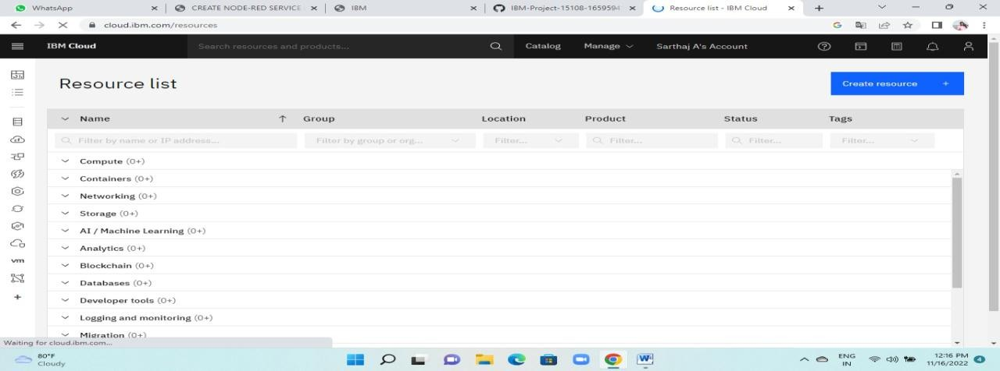 WhatsApp
CREATE NODE-RED SERVICE
IBM
IBM-Project-15108-1659594
Resource list - IBM Cloud
cloud.ibm.com/resources
IBM Cloud
Search resources and products...
Catalog
Manage
Sarthaj A's Account
Resource list
Create resource +
Name
Group
Location
Product
Status
Tags
Filter by name or IP address...
Filter by group or org...
Filter...
Filter...
Filter...
Filter...
Compute (0+)
Containers (0+)
Networking (0+)
Storage (0+)
AI / Machine Learning (0+)
Analytics (0+)
Blockchain (0+)
Databases (0+)
Developer tools (0+)
Logging and monitoring (0+)
Migration (0+)
vm
Waiting for cloud.ibm.com...
80°F
Cloudy
ENG
IN
12:16 PM
11/16/2022
4